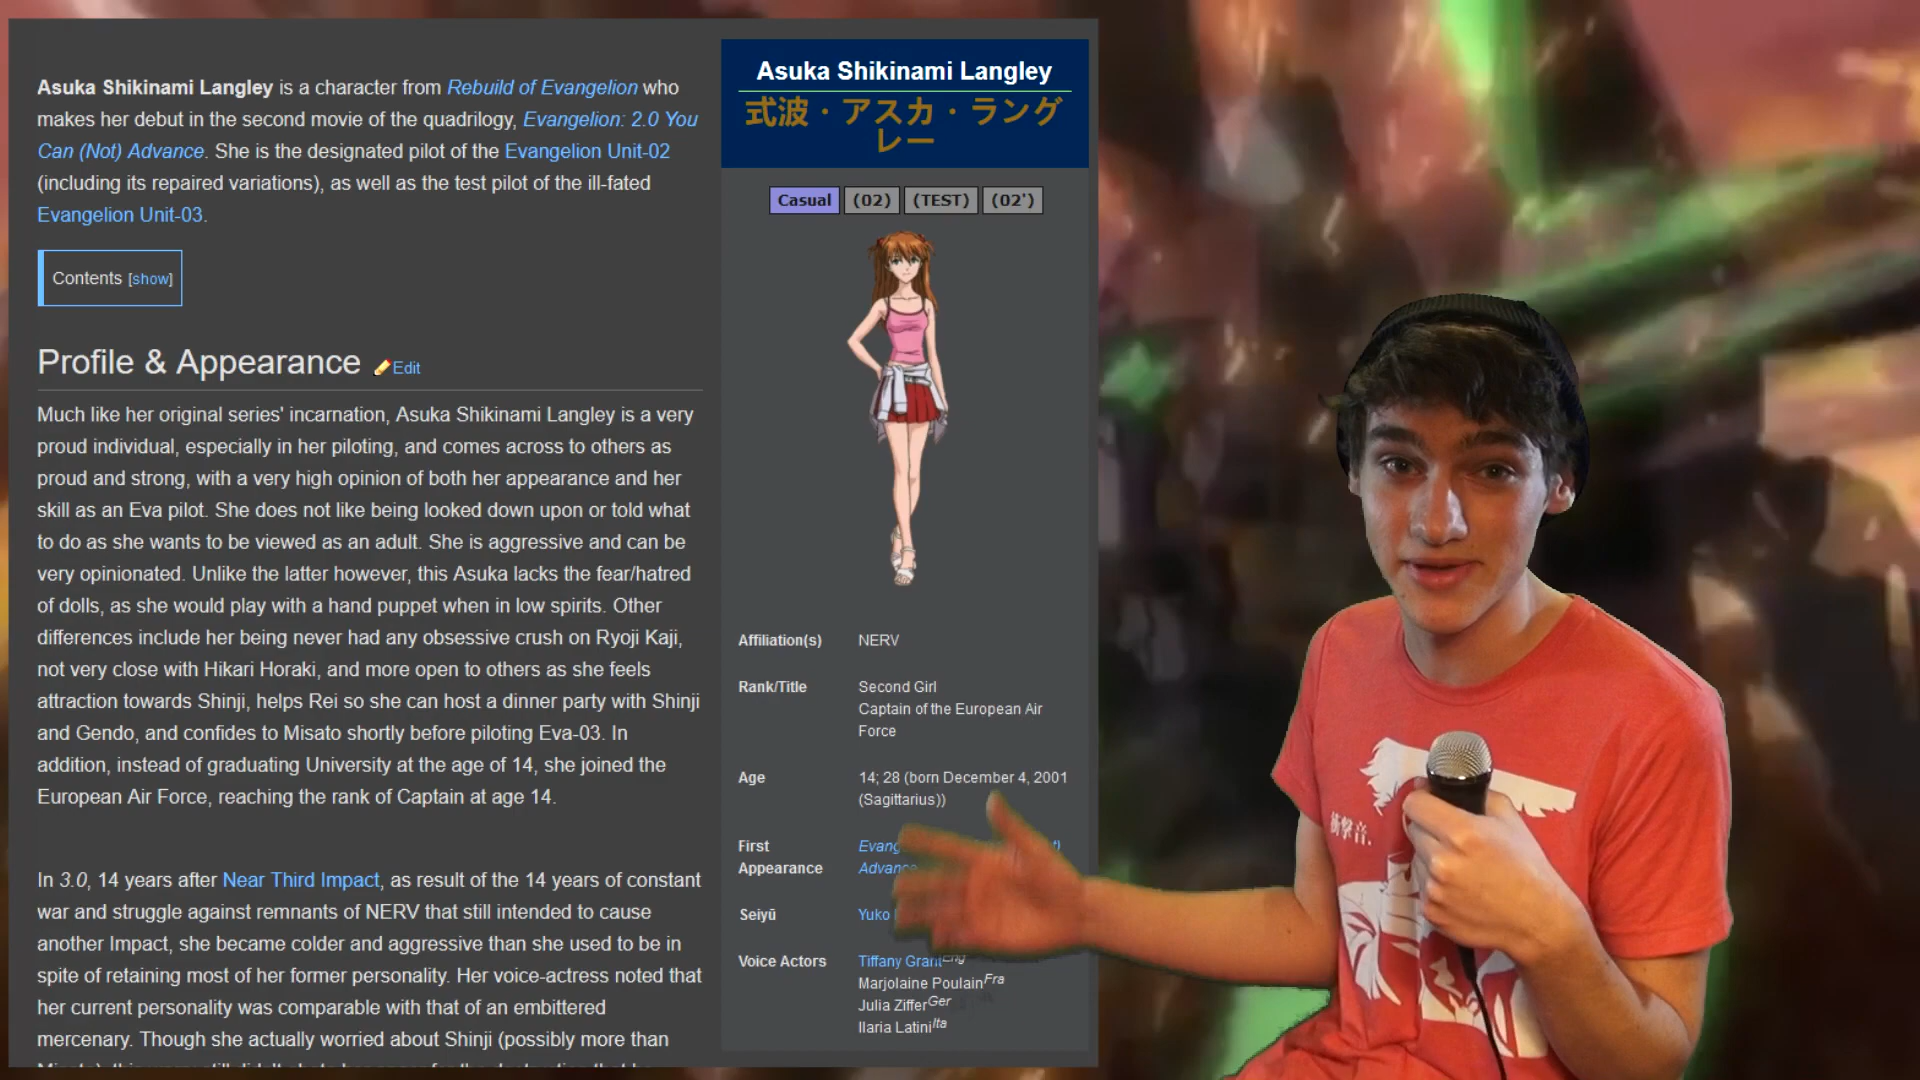 Asuka Shikinami Langley is a character from Rebuild of Evangelion who
makes her debut in the second movie of the quadrilogy, Evangelion: 2.0 You
Can (Not) Advance. She is the designated pilot of the Evangelion Unit-02
(including its repaired variations), as well as the test pilot of the ill-fated
Evangelion Unit-03.
Contents [show]
Profile & Appearance Edit
Much like her original series' incarnation, Asuka Shikinami Langley is a very
proud individual, especially in her piloting, and comes across to others as
proud and strong, with a very high opinion of both her appearance and her
skill as an Eva pilot. She does not like being looked down upon or told what
to do as she wants to be viewed as an adult. She is aggressive and can be
very opinionated. Unlike the latter however, this Asuka lacks the fear/hatred
of dolls, as she would play with a hand puppet when in low spirits. Other
differences include her being never had any obsessive crush on Ryoji Kaji,
not very close with Hikari Horaki, and more open to others as she feels
attraction towards Shinji, helps Rei so she can host a dinner party with Shinji
and Gendo, and confides to Misato shortly before piloting Eva-03. In
addition, instead of graduating University at the age of 14, she joined the
European Air Force, reaching the rank of Captain at age 14.
In 3.0, 14 years after Near Third Impact, as result of the 14 years of constant
war and struggle against remnants of NERV that still intended to cause
another Impact, she became colder and aggressive than she used to be in
spite of retaining most of her former personality. Her voice-actress noted that
her current personality was comparable with that of an embittered
mercenary. Though she actually worried about Shinji (possibly more than
Asuka Shikinami Langley
式波・アスカ・ラング
レー
Casual (02) (TEST) (02')
Affiliation(s) NERV
Rank/Title Second Girl
Captain of the European Air
Force
Age 14; 28 (born December 4, 2001
(Sagittarius))
First
Appearance
Advance
Seiyū Yuko
Voice Actors Tiffany Grant Eng
Marjolaine Poulain Fra
Julia Ziffer Ger
Ilaria Latini Ita
衝撃音.